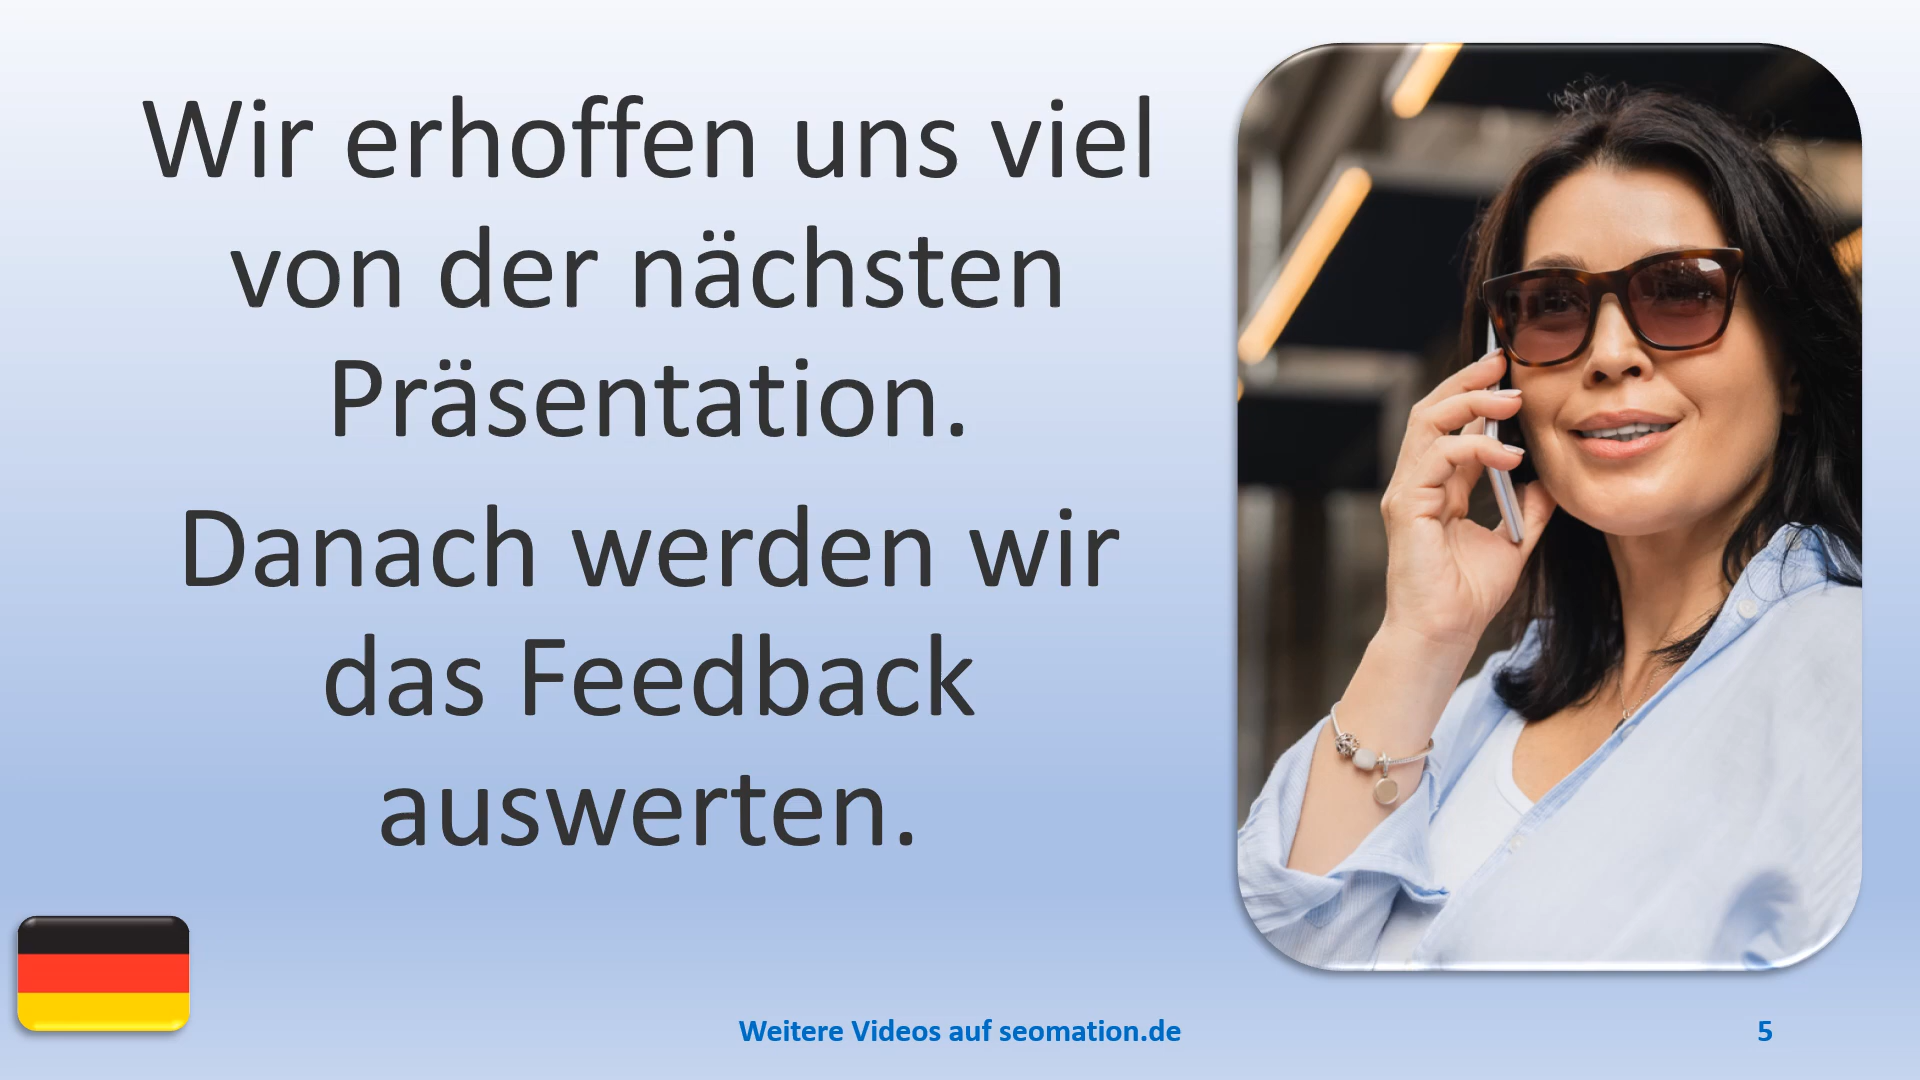 Wir erhoffen uns viel
von der nächsten
Präsentation.
Danach werden wir
das Feedback
auswerten.
Weitere Videos auf seomation.de
5